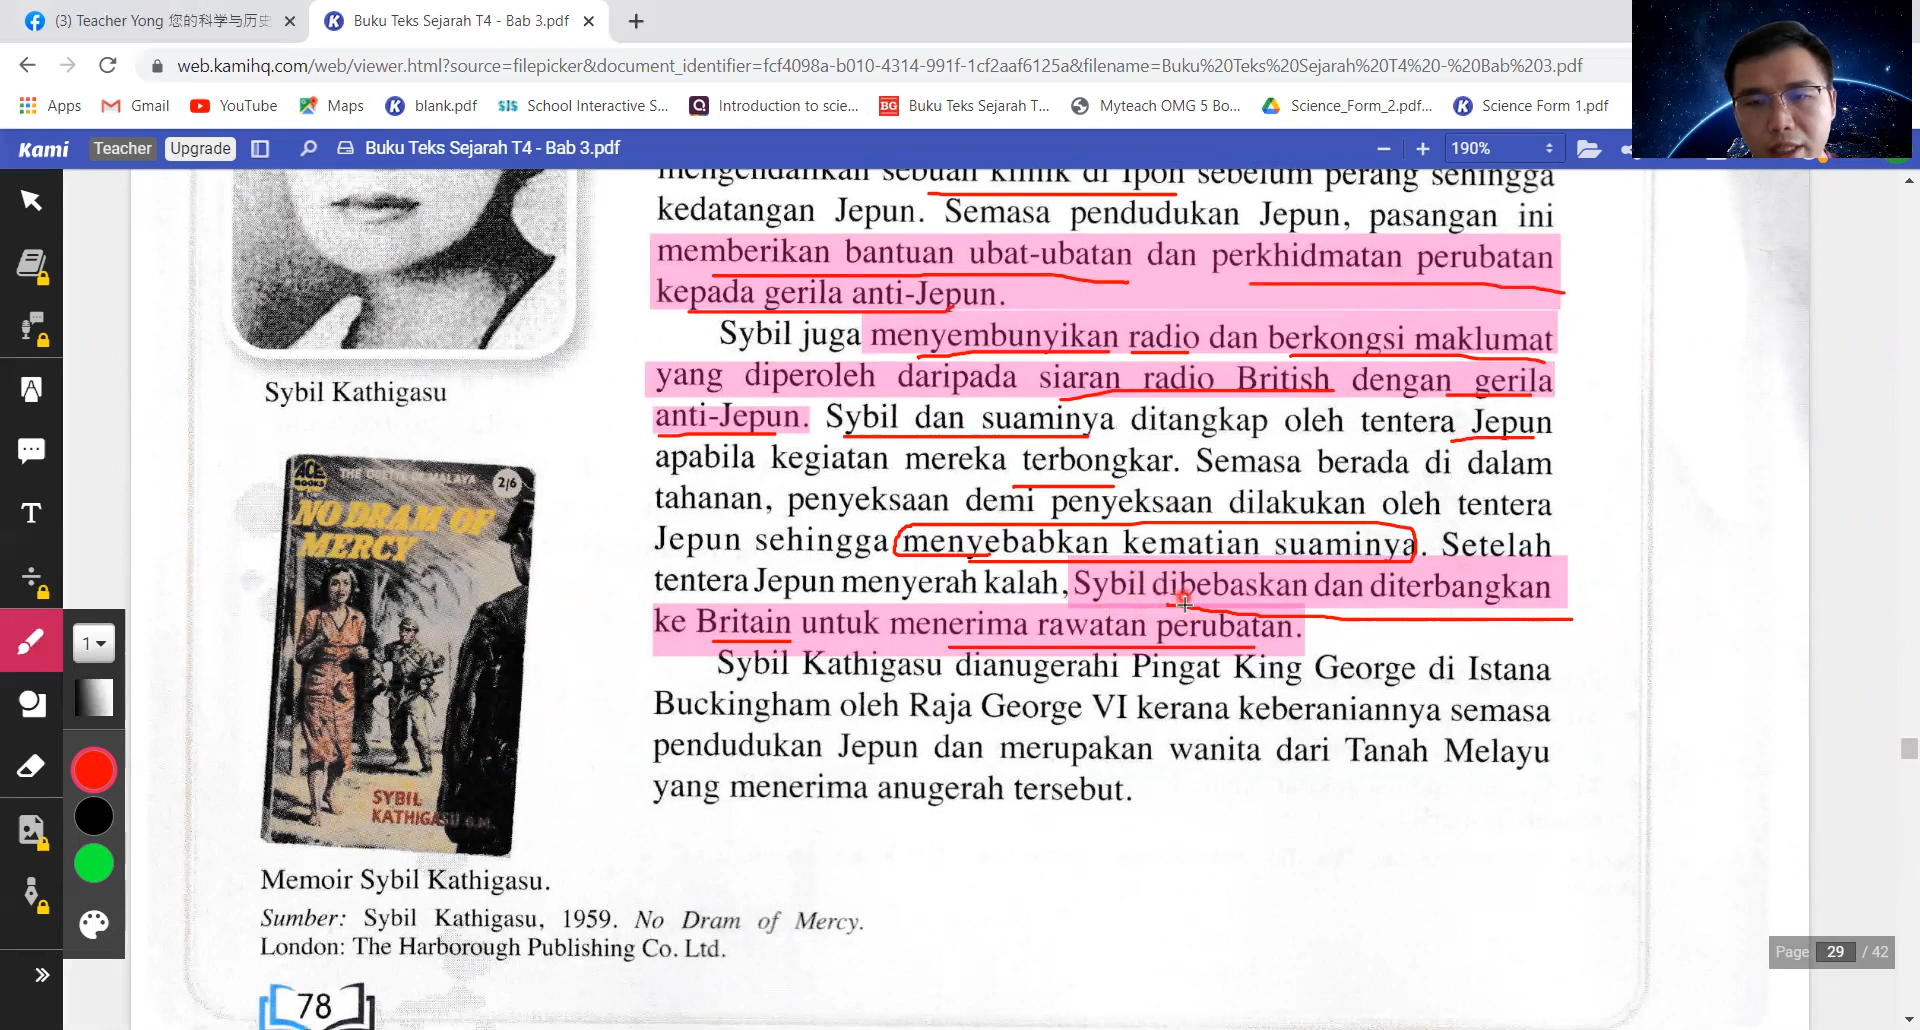 (3) Teacher Yong 您的科学与历史
Buku Teks Sejarah T4 - Bab 3.pdf
web.kamihq.com/web/viewer.html?source=filepicker&document_identifier=fcf4098a-b010-4314-991f-1cf2aaf6125a&filename=Buku%20Teks%20Sejarah%20T4%20-%20Bab%203.pdf
Apps Gmail YouTube Maps blank.pdf School Interactive S... Introduction to scie... Buku Teks Sejarah T... Myteach OMG 5 Bo... Science_Form_2.pdf... Science Form 1.pdf
Kami Teacher Upgrade Buku Teks Sejarah T4 - Bab 3.pdf 190%
mengendalikan sebuah klinik di Ipoh sebelum perang sehingga
kedatangan Jepun. Semasa pendudukan Jepun, pasangan ini
memberikan bantuan ubat-ubatan dan perkhidmatan perubatan
kepada gerila anti-Jepun.
Sybil juga menyembunyikan radio dan berkongsi maklumat
yang diperoleh daripada siaran radio British dengan gerila
anti-Jepun. Sybil dan suaminya ditangkap oleh tentera Jepun
apabila kegiatan mereka terbongkar. Semasa berada di dalam
tahanan, penyeksaan demi penyeksaan dilakukan oleh tentera
Jepun sehingga menyebabkan kematian suaminya. Setelah
tentera Jepun menyerah kalah, Sybil dibebaskan dan diterbangkan
ke Britain untuk menerima rawatan perubatan.
Sybil Kathigasu dianugerahi Pingat King George di Istana
Buckingham oleh Raja George VI kerana keberaniannya semasa
pendudukan Jepun dan merupakan wanita dari Tanah Melayu
yang menerima anugerah tersebut.
Sybil Kathigasu
ACE
BOOKS
2/6
NO DRAM OF
MERCY
SYBIL
KATHIGASU
Memoir Sybil Kathigasu.
Sumber: Sybil Kathigasu, 1959. No Dram of Mercy.
London: The Harborough Publishing Co. Ltd.
78
1
Page 29 / 42